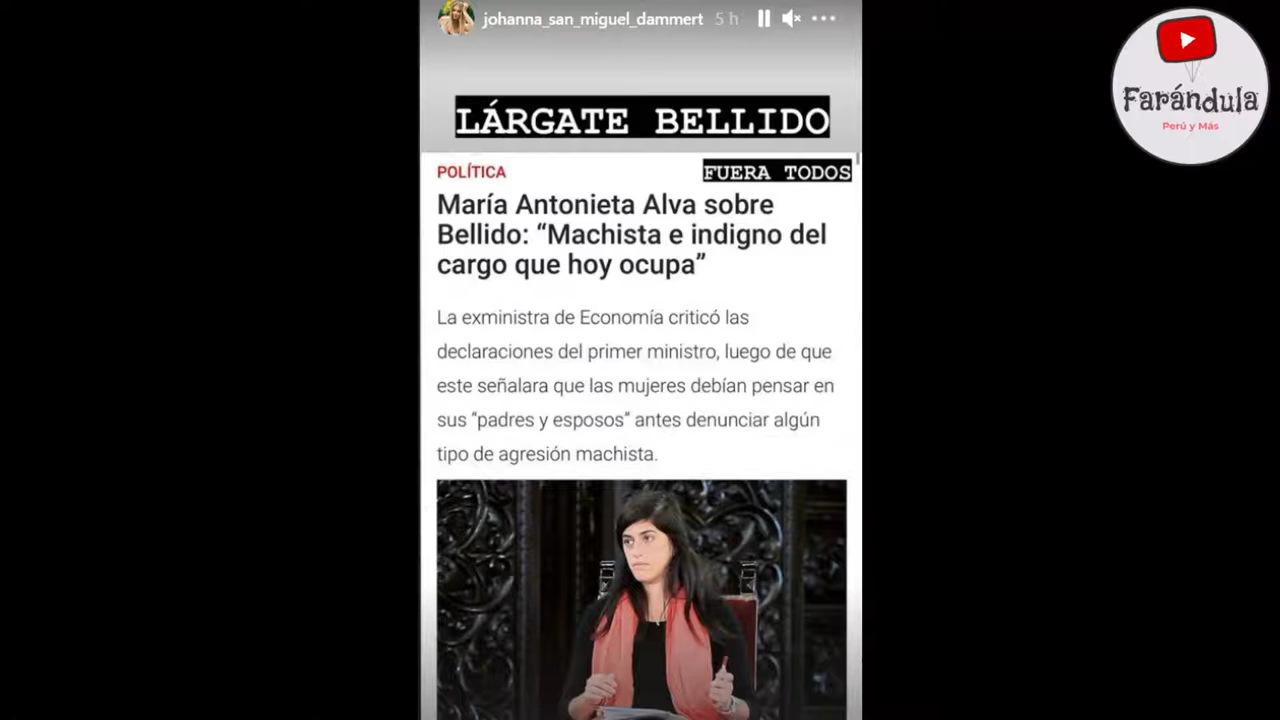 johanna_san_miguel_dammert 5 h
LÁRGATE BELLIDO
POLÍTICA
FUERA TODOS
María Antonieta Alva sobre
Bellido: “Machista e indigno del
cargo que hoy ocupa”
La exministra de Economía criticó las
declaraciones del primer ministro, luego de que
este señalara que las mujeres debían pensar en
sus “padres y esposos” antes denunciar algún
tipo de agresión machista.
Farándula
Perú y Más